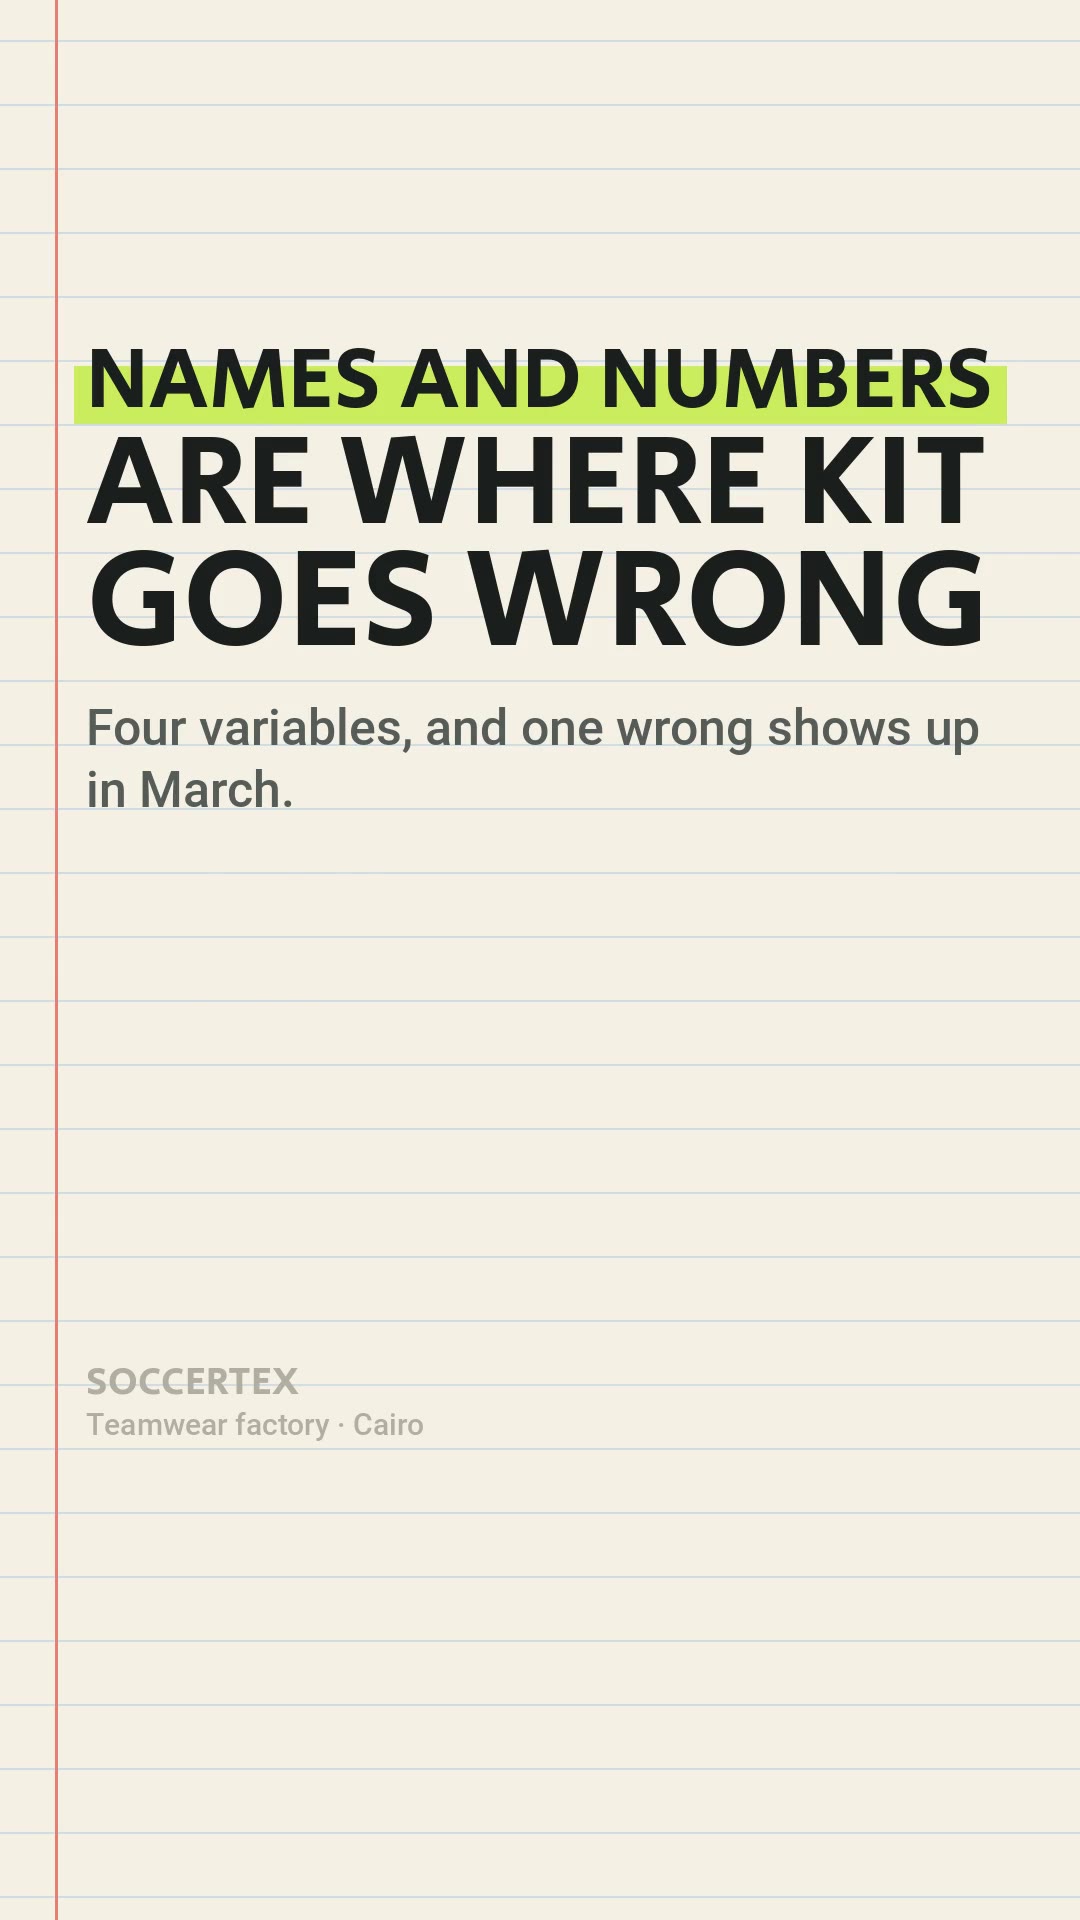 NAMES AND NUMBERS
ARE WHERE KIT
GOES WRONG
Four variables, and one wrong shows up
in March.
SOCCERTEX
Teamwear factory · Cairo